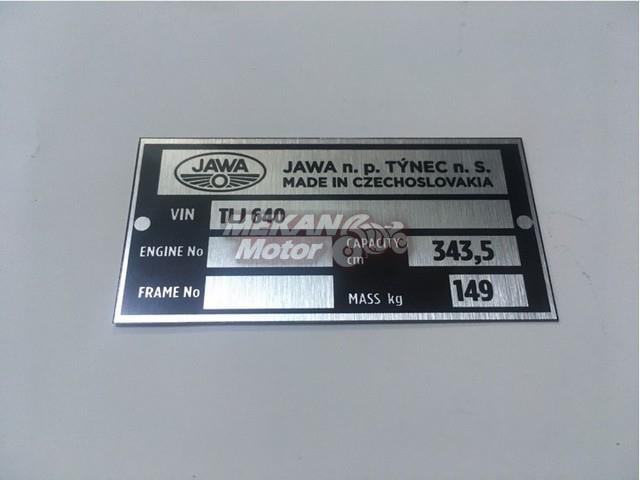 JAWA
JAWA n. p. TÝNEC n. S.
MADE IN CZECHOSLOVAKIA
VIN TLJ 640
MEKAN Motor
ENGINE No
CAPACITY cm 343,5
FRAME No
MASS kg 149